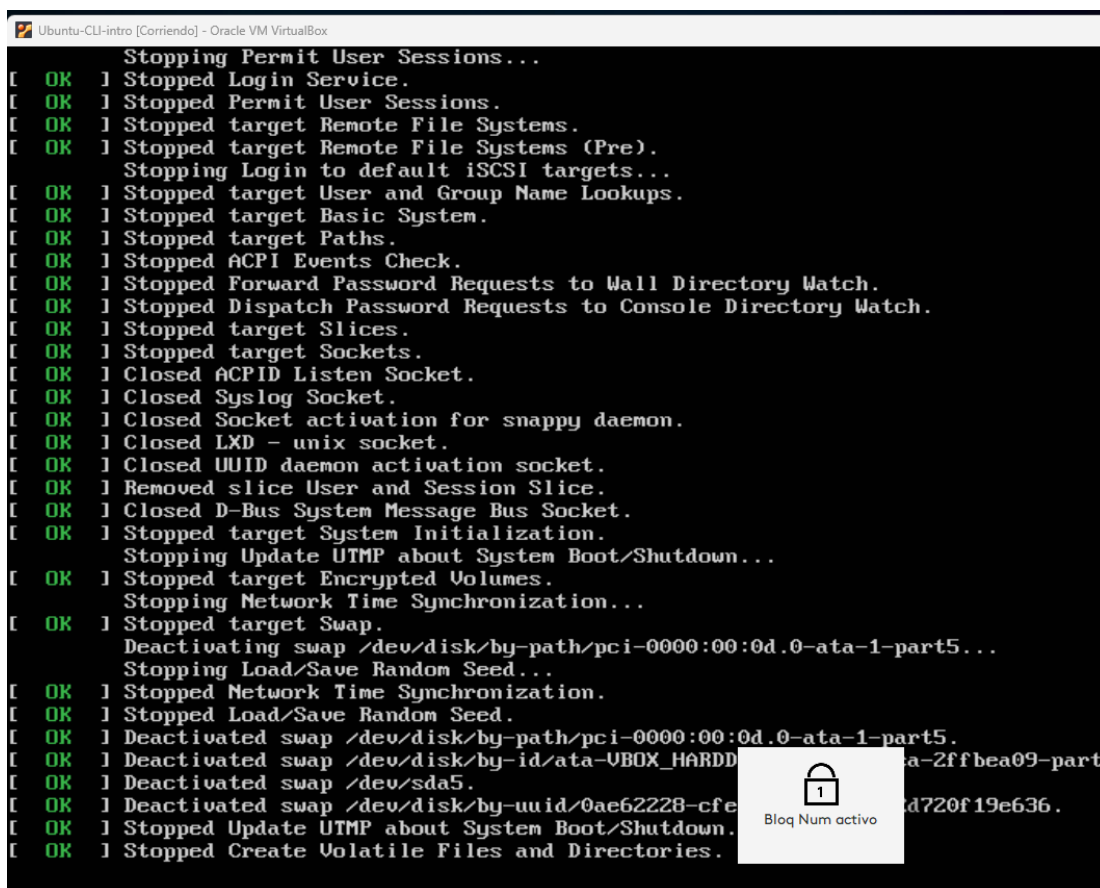 Ubuntu-CLI-intro [Corriendo] - Oracle VM VirtualBox
Stopping Permit User Sessions...
[  OK  ] Stopped Login Service.
[  OK  ] Stopped Permit User Sessions.
[  OK  ] Stopped target Remote File Systems.
[  OK  ] Stopped target Remote File Systems (Pre).
Stopping Login to default iSCSI targets...
[  OK  ] Stopped target User and Group Name Lookups.
[  OK  ] Stopped target Basic System.
[  OK  ] Stopped target Paths.
[  OK  ] Stopped ACPI Events Check.
[  OK  ] Stopped Forward Password Requests to Wall Directory Watch.
[  OK  ] Stopped Dispatch Password Requests to Console Directory Watch.
[  OK  ] Stopped target Slices.
[  OK  ] Stopped target Sockets.
[  OK  ] Closed ACPID Listen Socket.
[  OK  ] Closed Syslog Socket.
[  OK  ] Closed Socket activation for snappy daemon.
[  OK  ] Closed LXD - unix socket.
[  OK  ] Closed UUID daemon activation socket.
[  OK  ] Removed slice User and Session Slice.
[  OK  ] Closed D-Bus System Message Bus Socket.
[  OK  ] Stopped target System Initialization.
Stopping Update UTMP about System Boot/Shutdown...
[  OK  ] Stopped target Encrypted Volumes.
Stopping Network Time Synchronization...
[  OK  ] Stopped target Swap.
Deactivating swap /dev/disk/by-path/pci-0000:00:0d.0-ata-1-part5...
Stopping Load/Save Random Seed...
[  OK  ] Stopped Network Time Synchronization.
[  OK  ] Stopped Load/Save Random Seed.
[  OK  ] Deactivated swap /dev/disk/by-path/pci-0000:00:0d.0-ata-1-part5.
[  OK  ] Deactivated swap /dev/disk/by-id/ata-VBOX_HARDD a-2ffbea09-part
[  OK  ] Deactivated swap /dev/sda5.
[  OK  ] Deactivated swap /dev/disk/by-uuid/0ae62228-cfe d720f19e636.
[  OK  ] Stopped Update UTMP about System Boot/Shutdown.
[  OK  ] Stopped Create Volatile Files and Directories.
1
Bloq Num activo